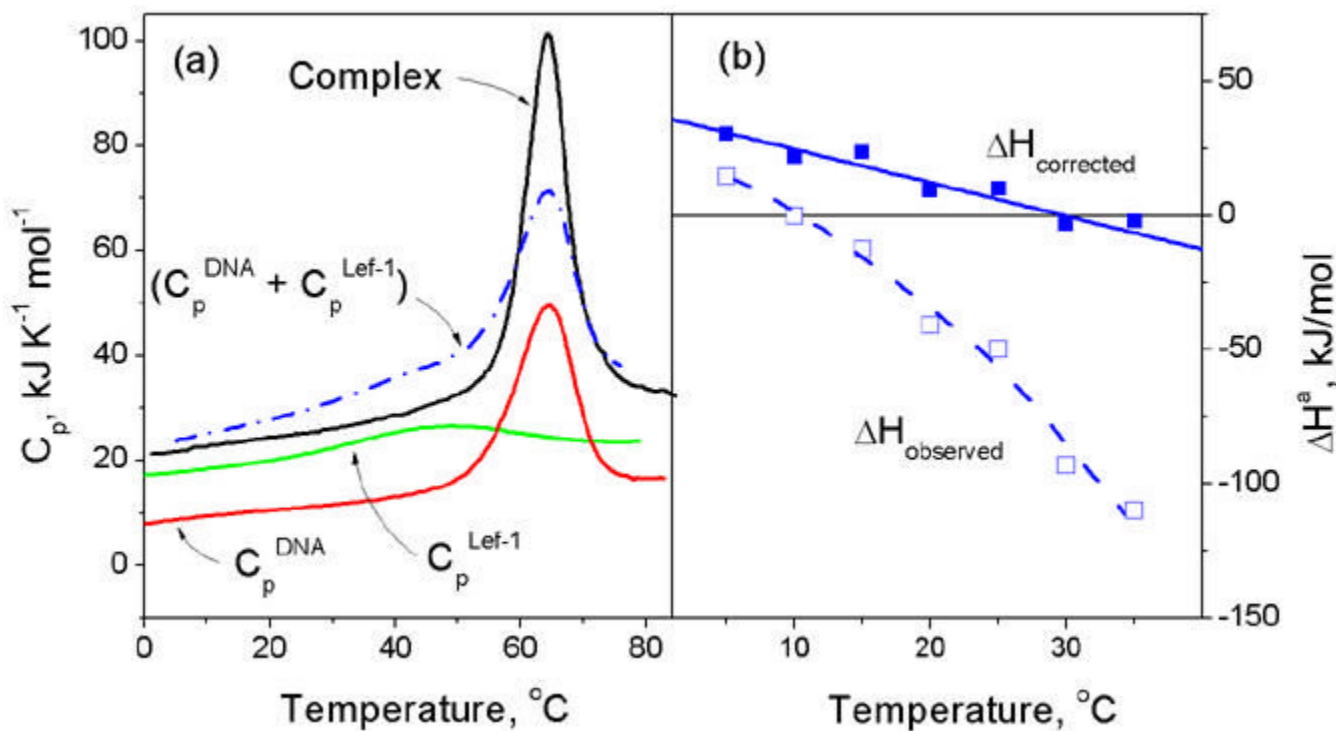 (a)
Complex
(C_p^DNA + C_p^Lef-1)
C_p^DNA
C_p^Lef-1
C_p, kJ K^-1 mol^-1
100
80
60
40
20
0
0 20 40 60 80
Temperature, °C
(b)
ΔH_corrected
ΔH_observed
50
0
-50
-100
-150
ΔH^a, kJ/mol
10 20 30
Temperature, °C